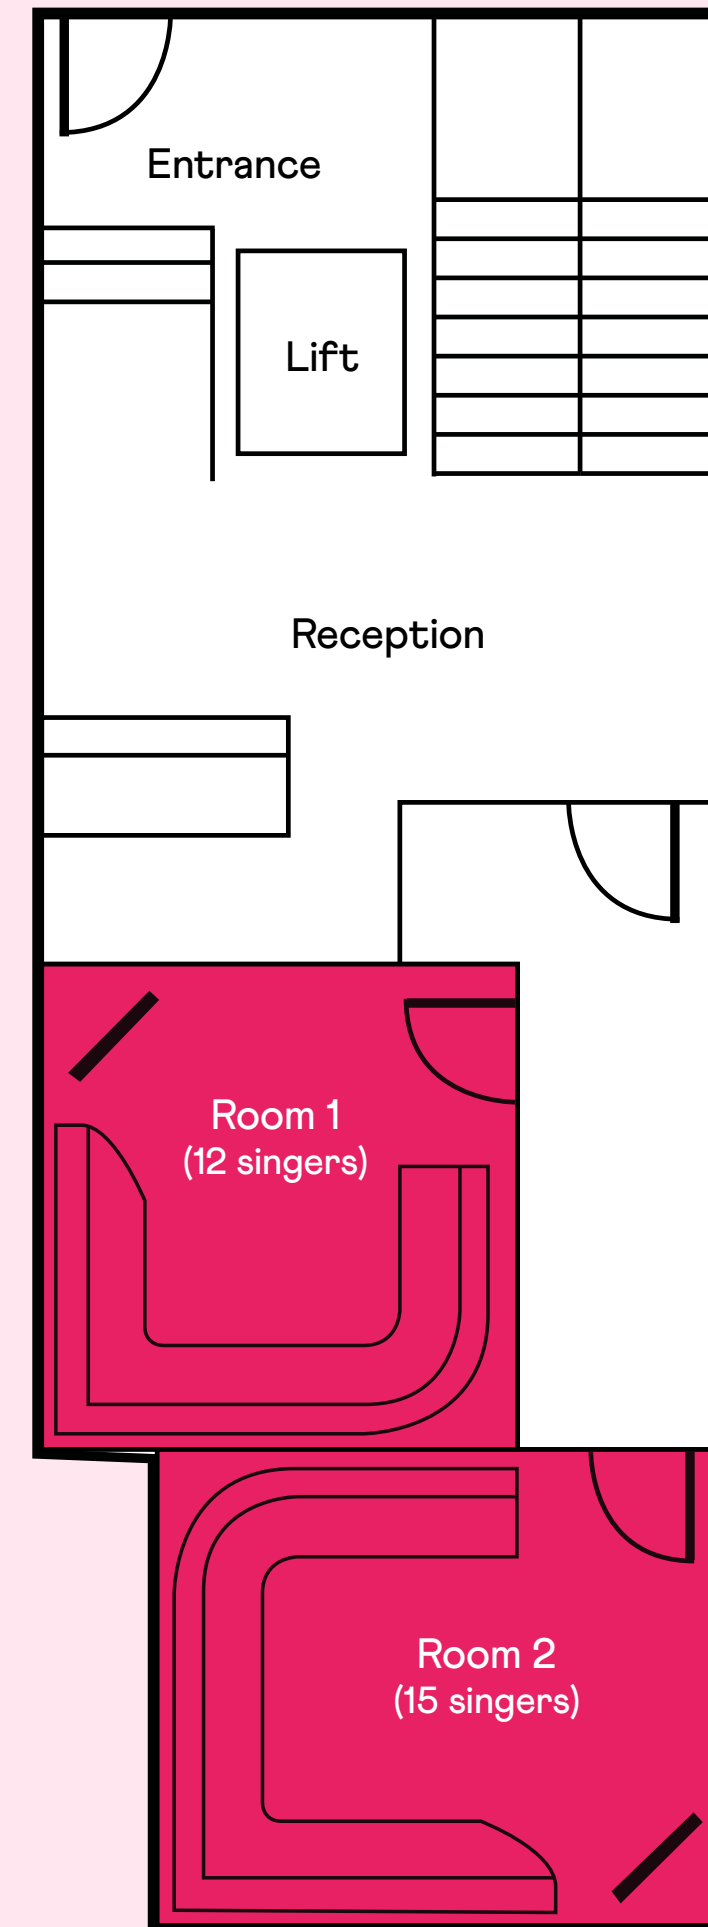 Entrance
Lift
Reception
Room 1
(12 singers)
Room 2
(15 singers)